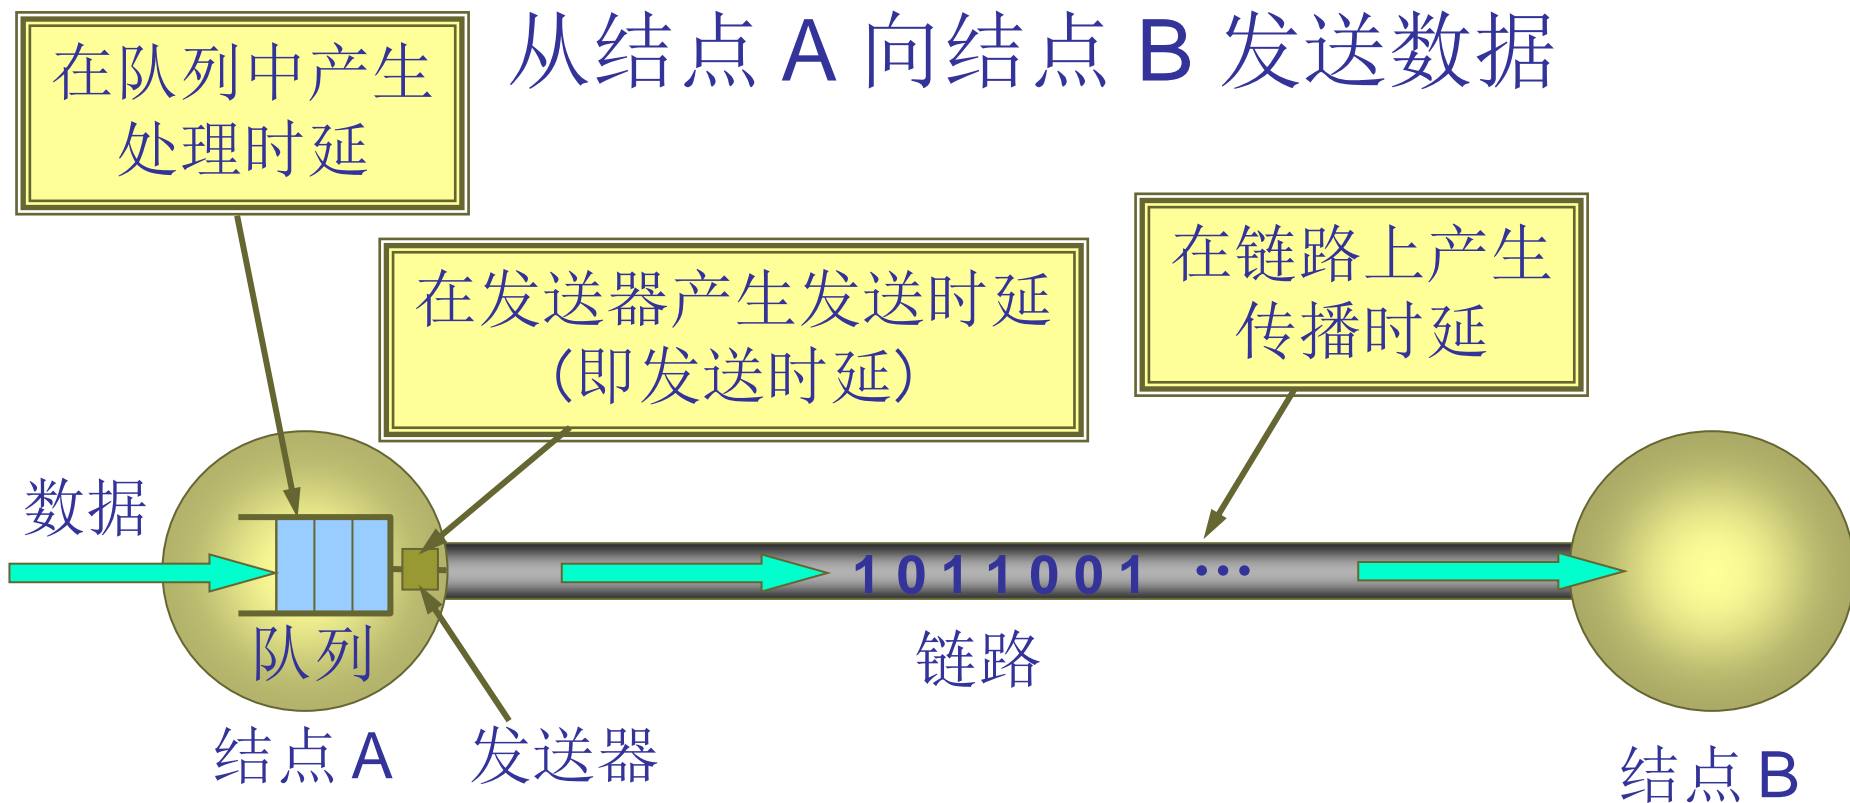 从结点 A 向结点 B 发送数据
在队列中产生
处理时延
在发送器产生发送时延
(即发送时延)
在链路上产生
传播时延
数据
1 0 1 1 0 0 1 …
队列
链路
结点 A
发送器
结点 B